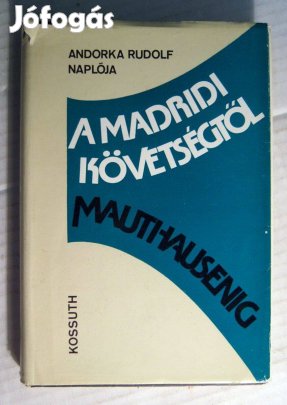 Jófogás
ANDORKA RUDOLF
NAPLÓJA
A MADRIDI
KÖVETSÉGTŐL
MAUTHAUSENIG
KOSSUTH